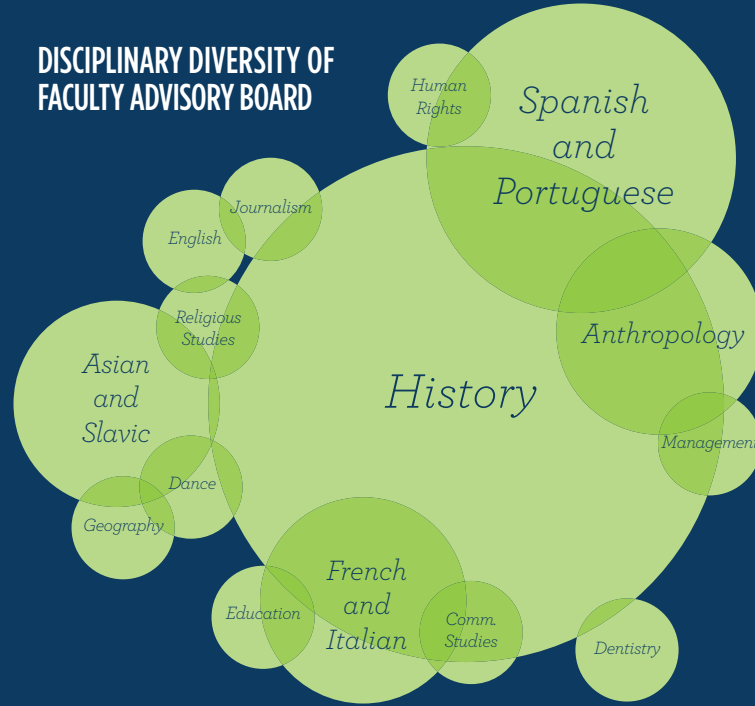 DISCIPLINARY DIVERSITY OF
FACULTY ADVISORY BOARD
Human
Rights
Spanish
and
Portuguese
Journalism
English
Religious
Studies
Anthropology
Asian
and
Slavic
History
Management
Dance
Geography
French
and
Italian
Education
Comm.
Studies
Dentistry